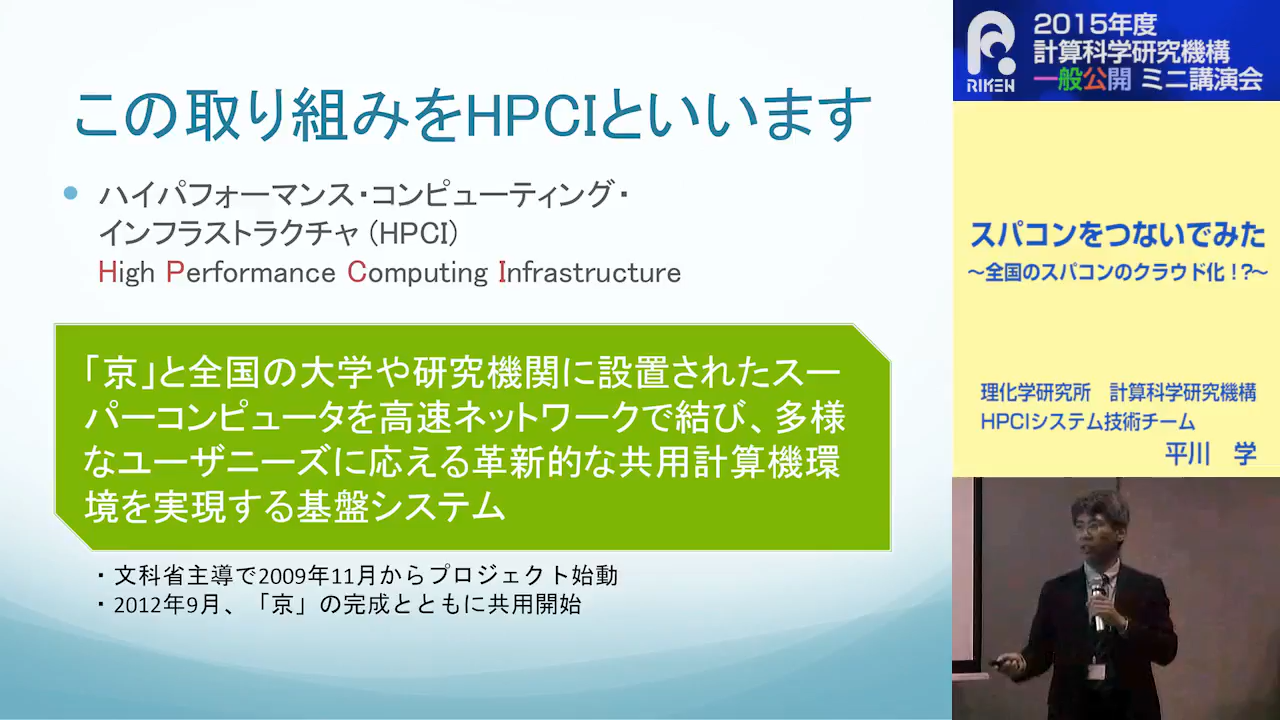 この取り組みをHPCIといいます
• ハイパフォーマンス・コンピューティング・
インフラストラクチャ (HPCI)
High Performance Computing Infrastructure
「京」と全国の大学や研究機関に設置されたスー
パーコンピュータを高速ネットワークで結び、多様
なユーザニーズに応える革新的な共用計算機環
境を実現する基盤システム
・文科省主導で2009年11月からプロジェクト始動
・2012年9月、「京」の完成とともに共用開始
RIKEN
2015年度
計算科学研究機構
一般公開 ミニ講演会
スパコンをつないでみた
～全国のスパコンのクラウド化！?～
理化学研究所 計算科学研究機構
HPCIシステム技術チーム
平川 学